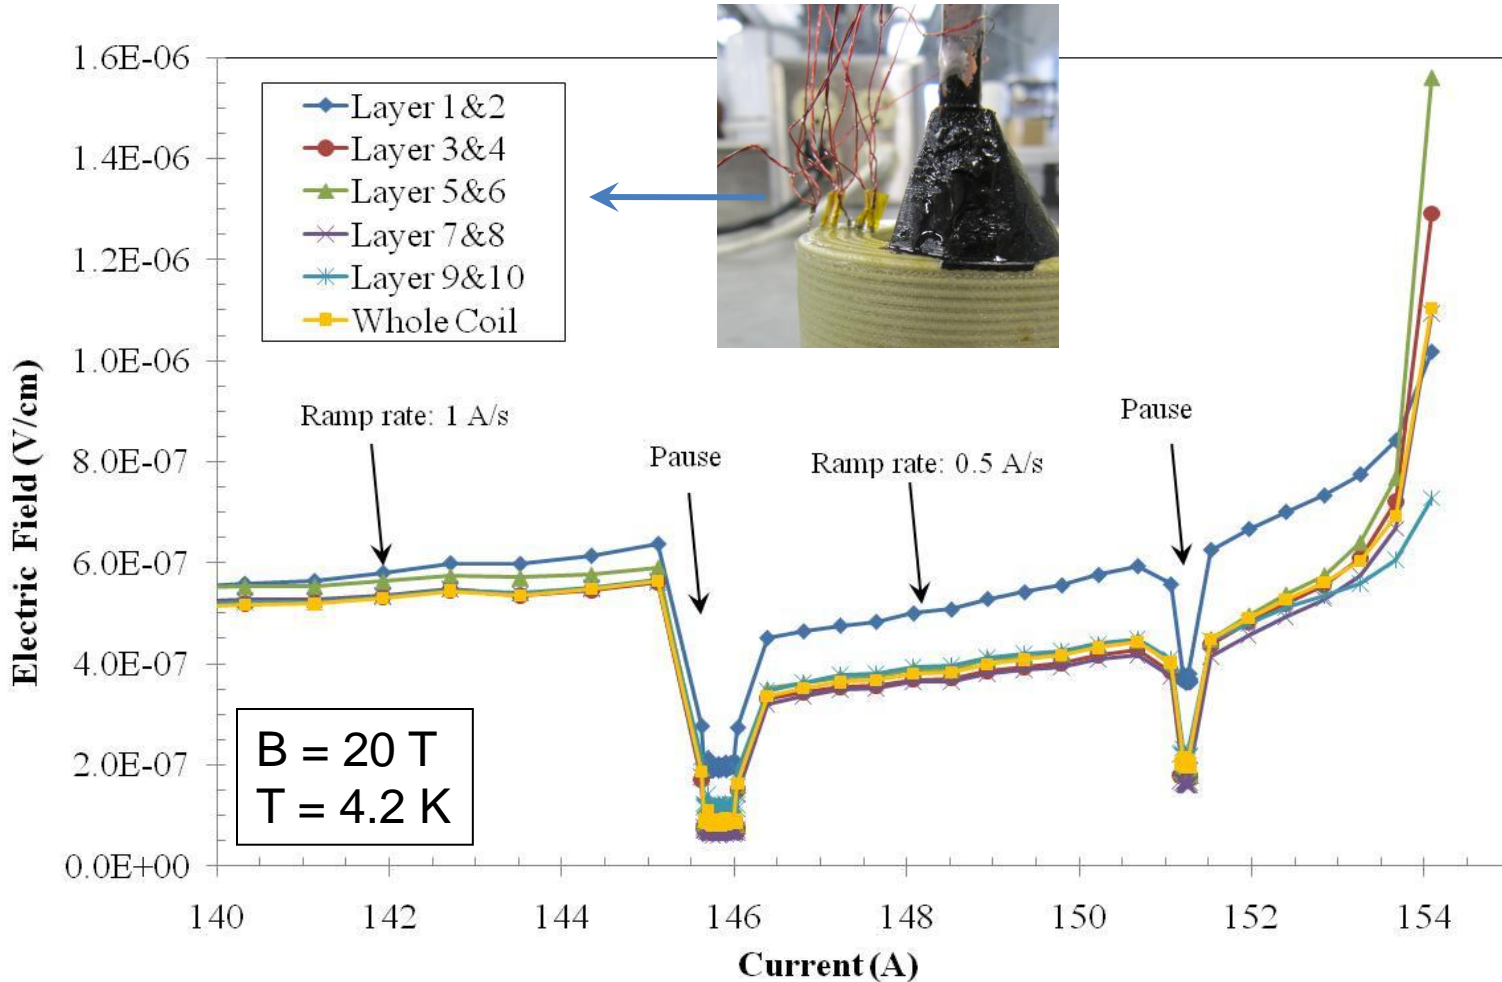 1.6E-06
1.4E-06
1.2E-06
1.0E-06
8.0E-07
6.0E-07
4.0E-07
2.0E-07
0.0E+00
Electric Field (V/cm)
Layer 1&2
Layer 3&4
Layer 5&6
Layer 7&8
Layer 9&10
Whole Coil
Ramp rate: 1 A/s
Pause
Ramp rate: 0.5 A/s
Pause
B = 20 T
T = 4.2 K
140 142 144 146 148 150 152 154
Current (A)